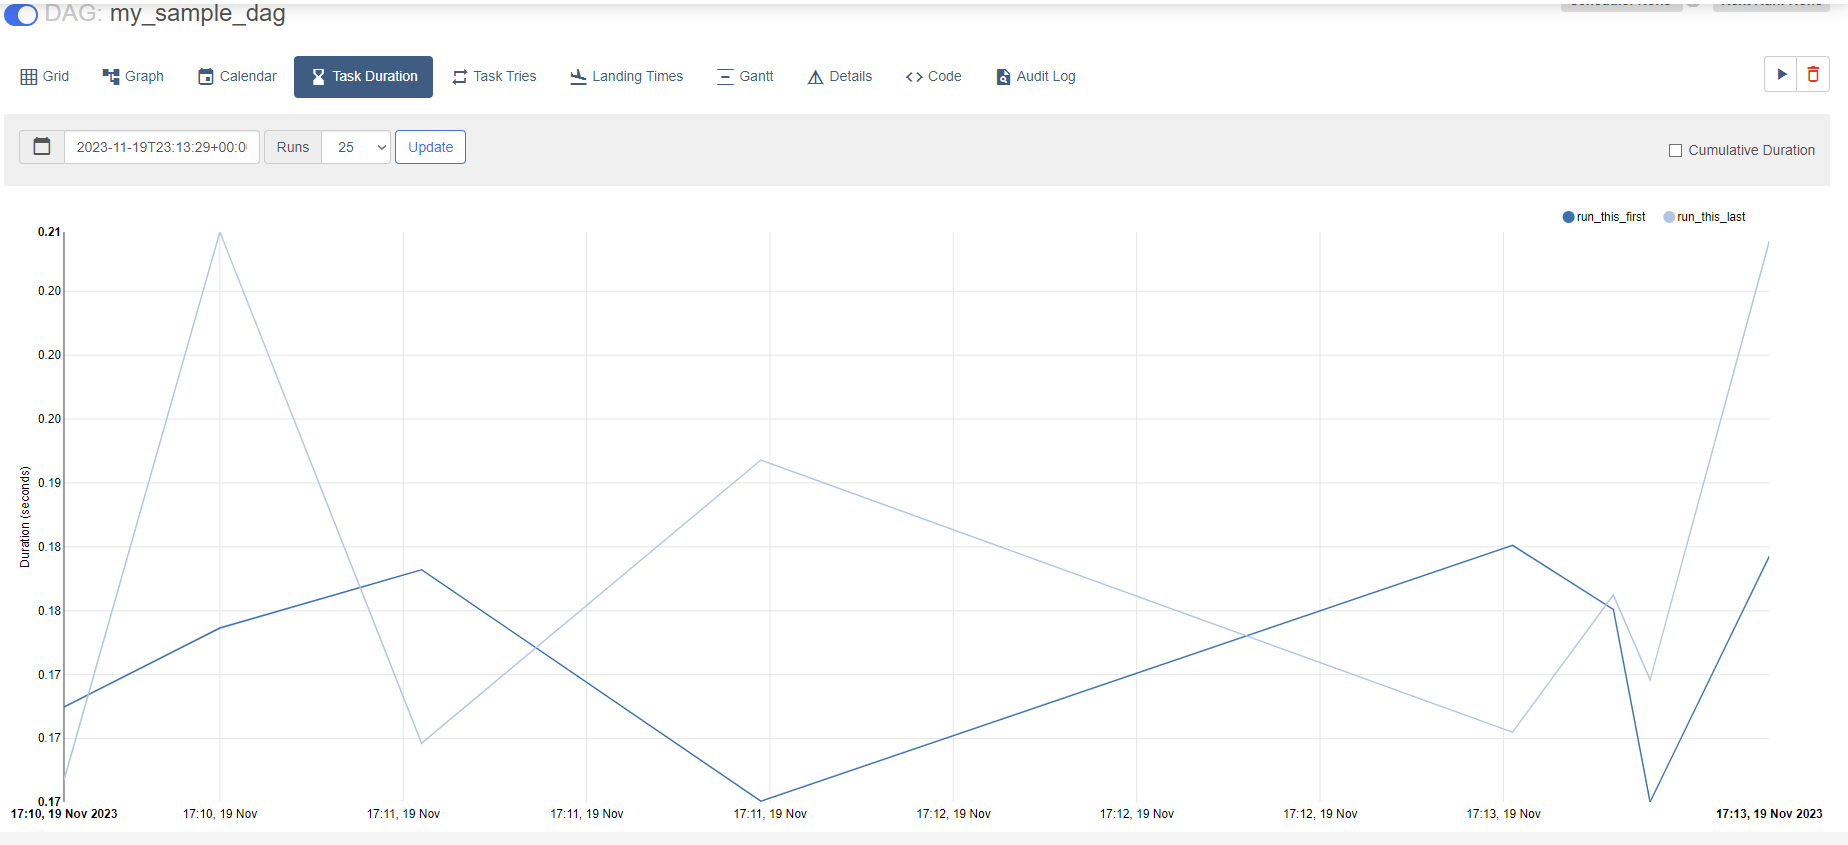 DAG: my_sample_dag
Grid Graph Calendar Task Duration Task Tries Landing Times Gantt Details Code Audit Log
2023-11-19T23:13:29+00:0 Runs 25 Update Cumulative Duration
run_this_first run_this_last
0.21
0.20
0.20
0.20
0.19
0.18
0.18
0.17
0.17
0.17
Duration (seconds)
17:10, 19 Nov 2023 17:10, 19 Nov 17:11, 19 Nov 17:11, 19 Nov 17:11, 19 Nov 17:12, 19 Nov 17:12, 19 Nov 17:12, 19 Nov 17:13, 19 Nov 17:13, 19 Nov 2023